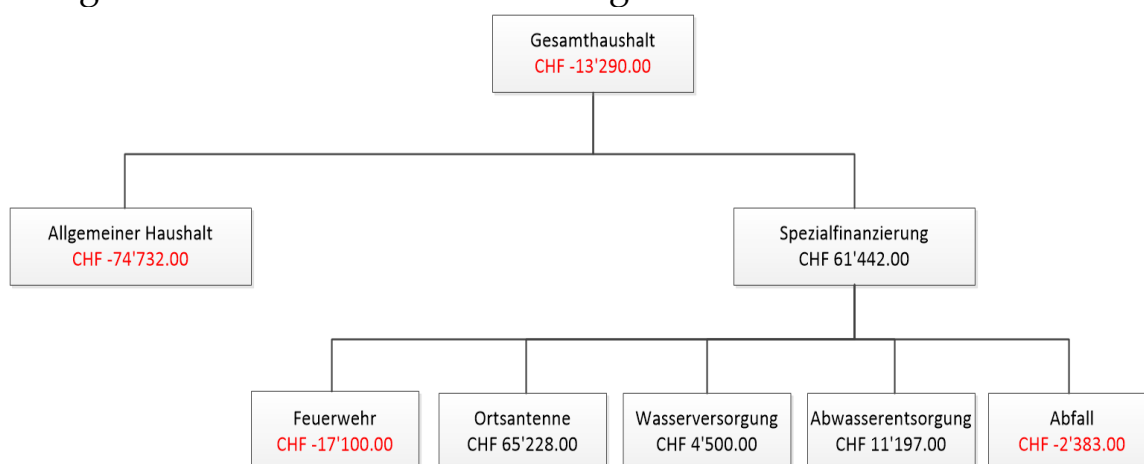 Gesamthaushalt
CHF -13'290.00
Allgemeiner Haushalt
CHF -74'732.00
Spezialfinanzierung
CHF 61'442.00
Feuerwehr
CHF -17'100.00
Ortsantenne
CHF 65'228.00
Wasserversorgung
CHF 4'500.00
Abwasserentsorgung
CHF 11'197.00
Abfall
CHF -2'383.00